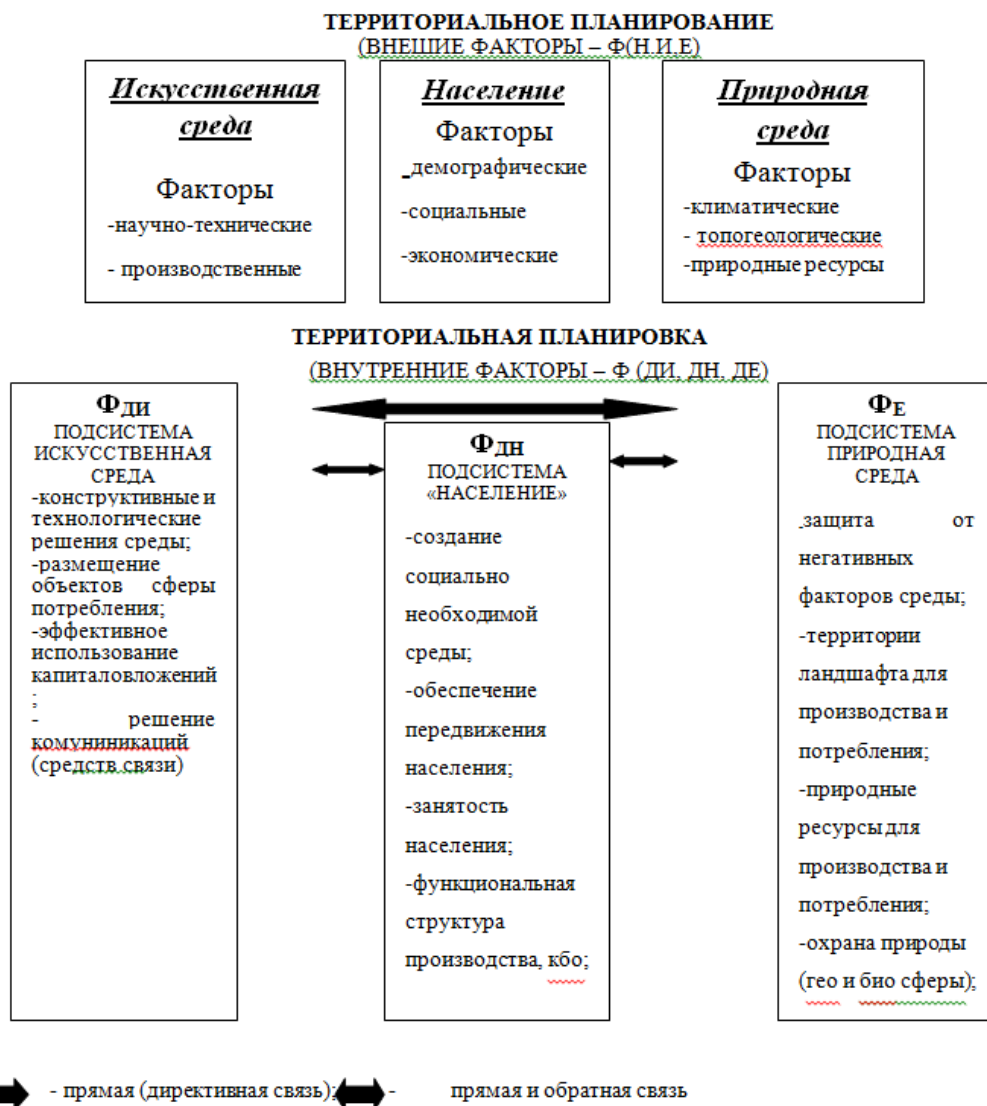 ТЕРРИТОРИАЛЬНОЕ ПЛАНИРОВАНИЕ
(ВНЕШИЕ ФАКТОРЫ – Ф(Н.И.Е)
Искусственная
среда
Факторы
-научно-технические
- производственные
Население
Факторы
-демографические
-социальные
-экономические
Природная
среда
Факторы
-климатические
- топогеологические
-природные ресурсы
ТЕРРИТОРИАЛЬНАЯ ПЛАНИРОВКА
(ВНУТРЕННИЕ ФАКТОРЫ – Ф (ДИ, ДН, ДЕ)
ФДИ
ПОДСИСТЕМА
ИСКУССТВЕННАЯ
СРЕДА
-конструктивные и
технологические
решения среды;
-размещение
объектов сферы
потребления;
-эффективное
использование
капиталовложений
;
- решение
комуниникаций
(средств связи)
ФДН
ПОДСИСТЕМА
«НАСЕЛЕНИЕ»
-создание
социально
необходимой
среды;
-обеспечение
передвижения
населения;
-занятость
населения;
-функциональная
структура
производства, кбо;
ФЕ
ПОДСИСТЕМА
ПРИРОДНАЯ
СРЕДА
-защита от
негативных
факторов среды;
-территории
ландшафта для
производства и
потребления;
-природные
ресурсы для
производства и
потребления;
-охрана природы
(гео и био сферы);
- прямая (директивная связь); - прямая и обратная связь